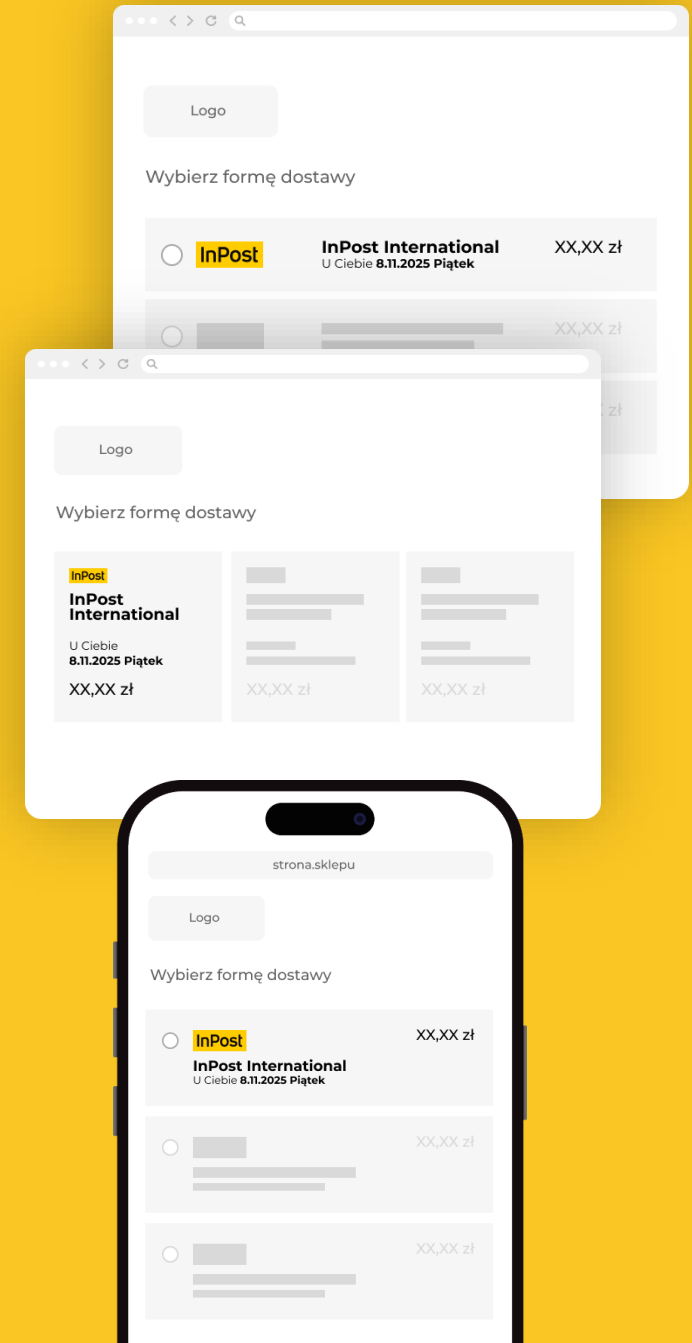 Logo
Wybierz formę dostawy
InPost InPost International XX,XX zł
U Ciebie 8.11.2025 Piątek
XX,XX zł
zł
Logo
Wybierz formę dostawy
InPost
InPost
International
U Ciebie
8.11.2025 Piątek
XX,XX zł XX,XX zł XX,XX zł
strona.sklepu
Logo
Wybierz formę dostawy
InPost XX,XX zł
InPost International
U Ciebie 8.11.2025 Piątek
XX,XX zł
XX,XX zł